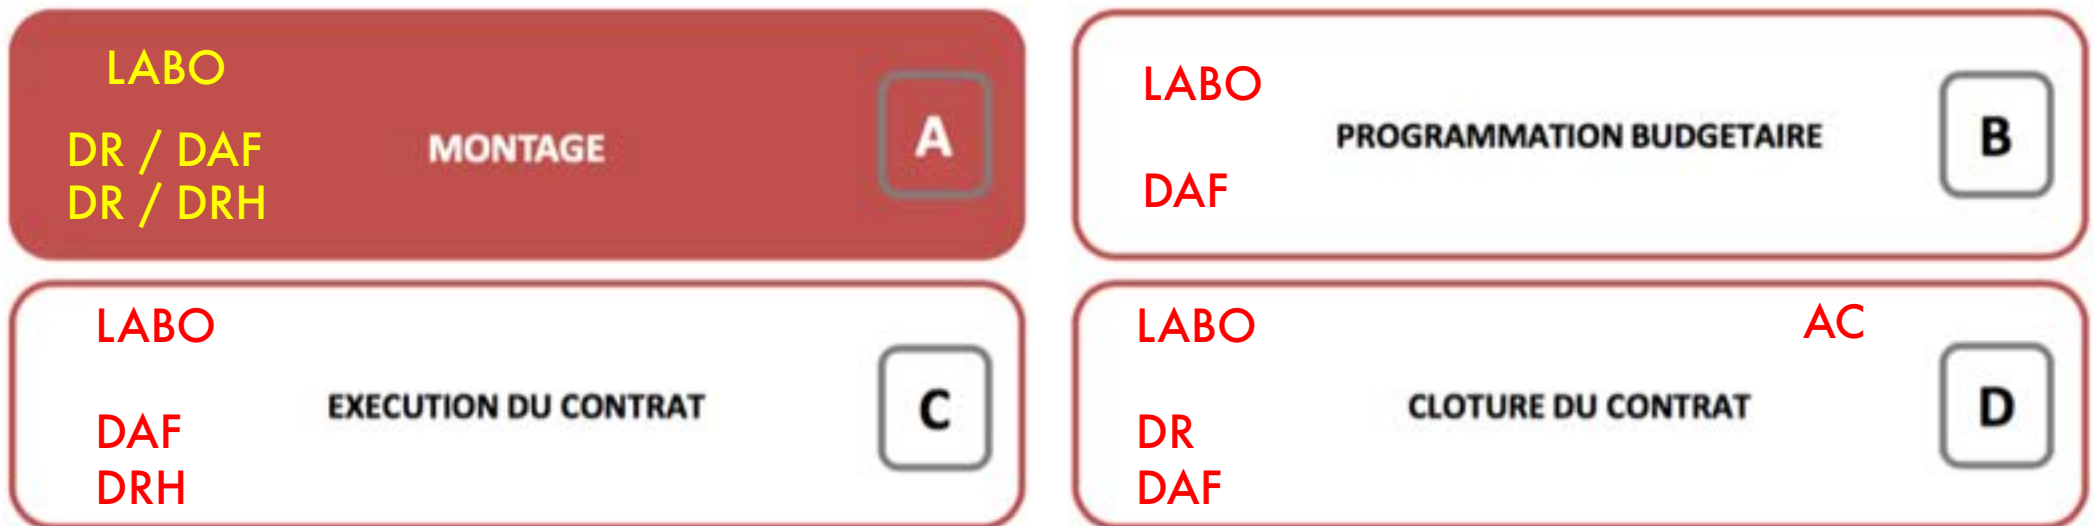 LABO
DR / DAF
DR / DRH
MONTAGE
A
LABO
DAF
PROGRAMMATION BUDGETAIRE
B
LABO
DAF
DRH
EXECUTION DU CONTRAT
C
LABO
AC
DR
DAF
CLOTURE DU CONTRAT
D